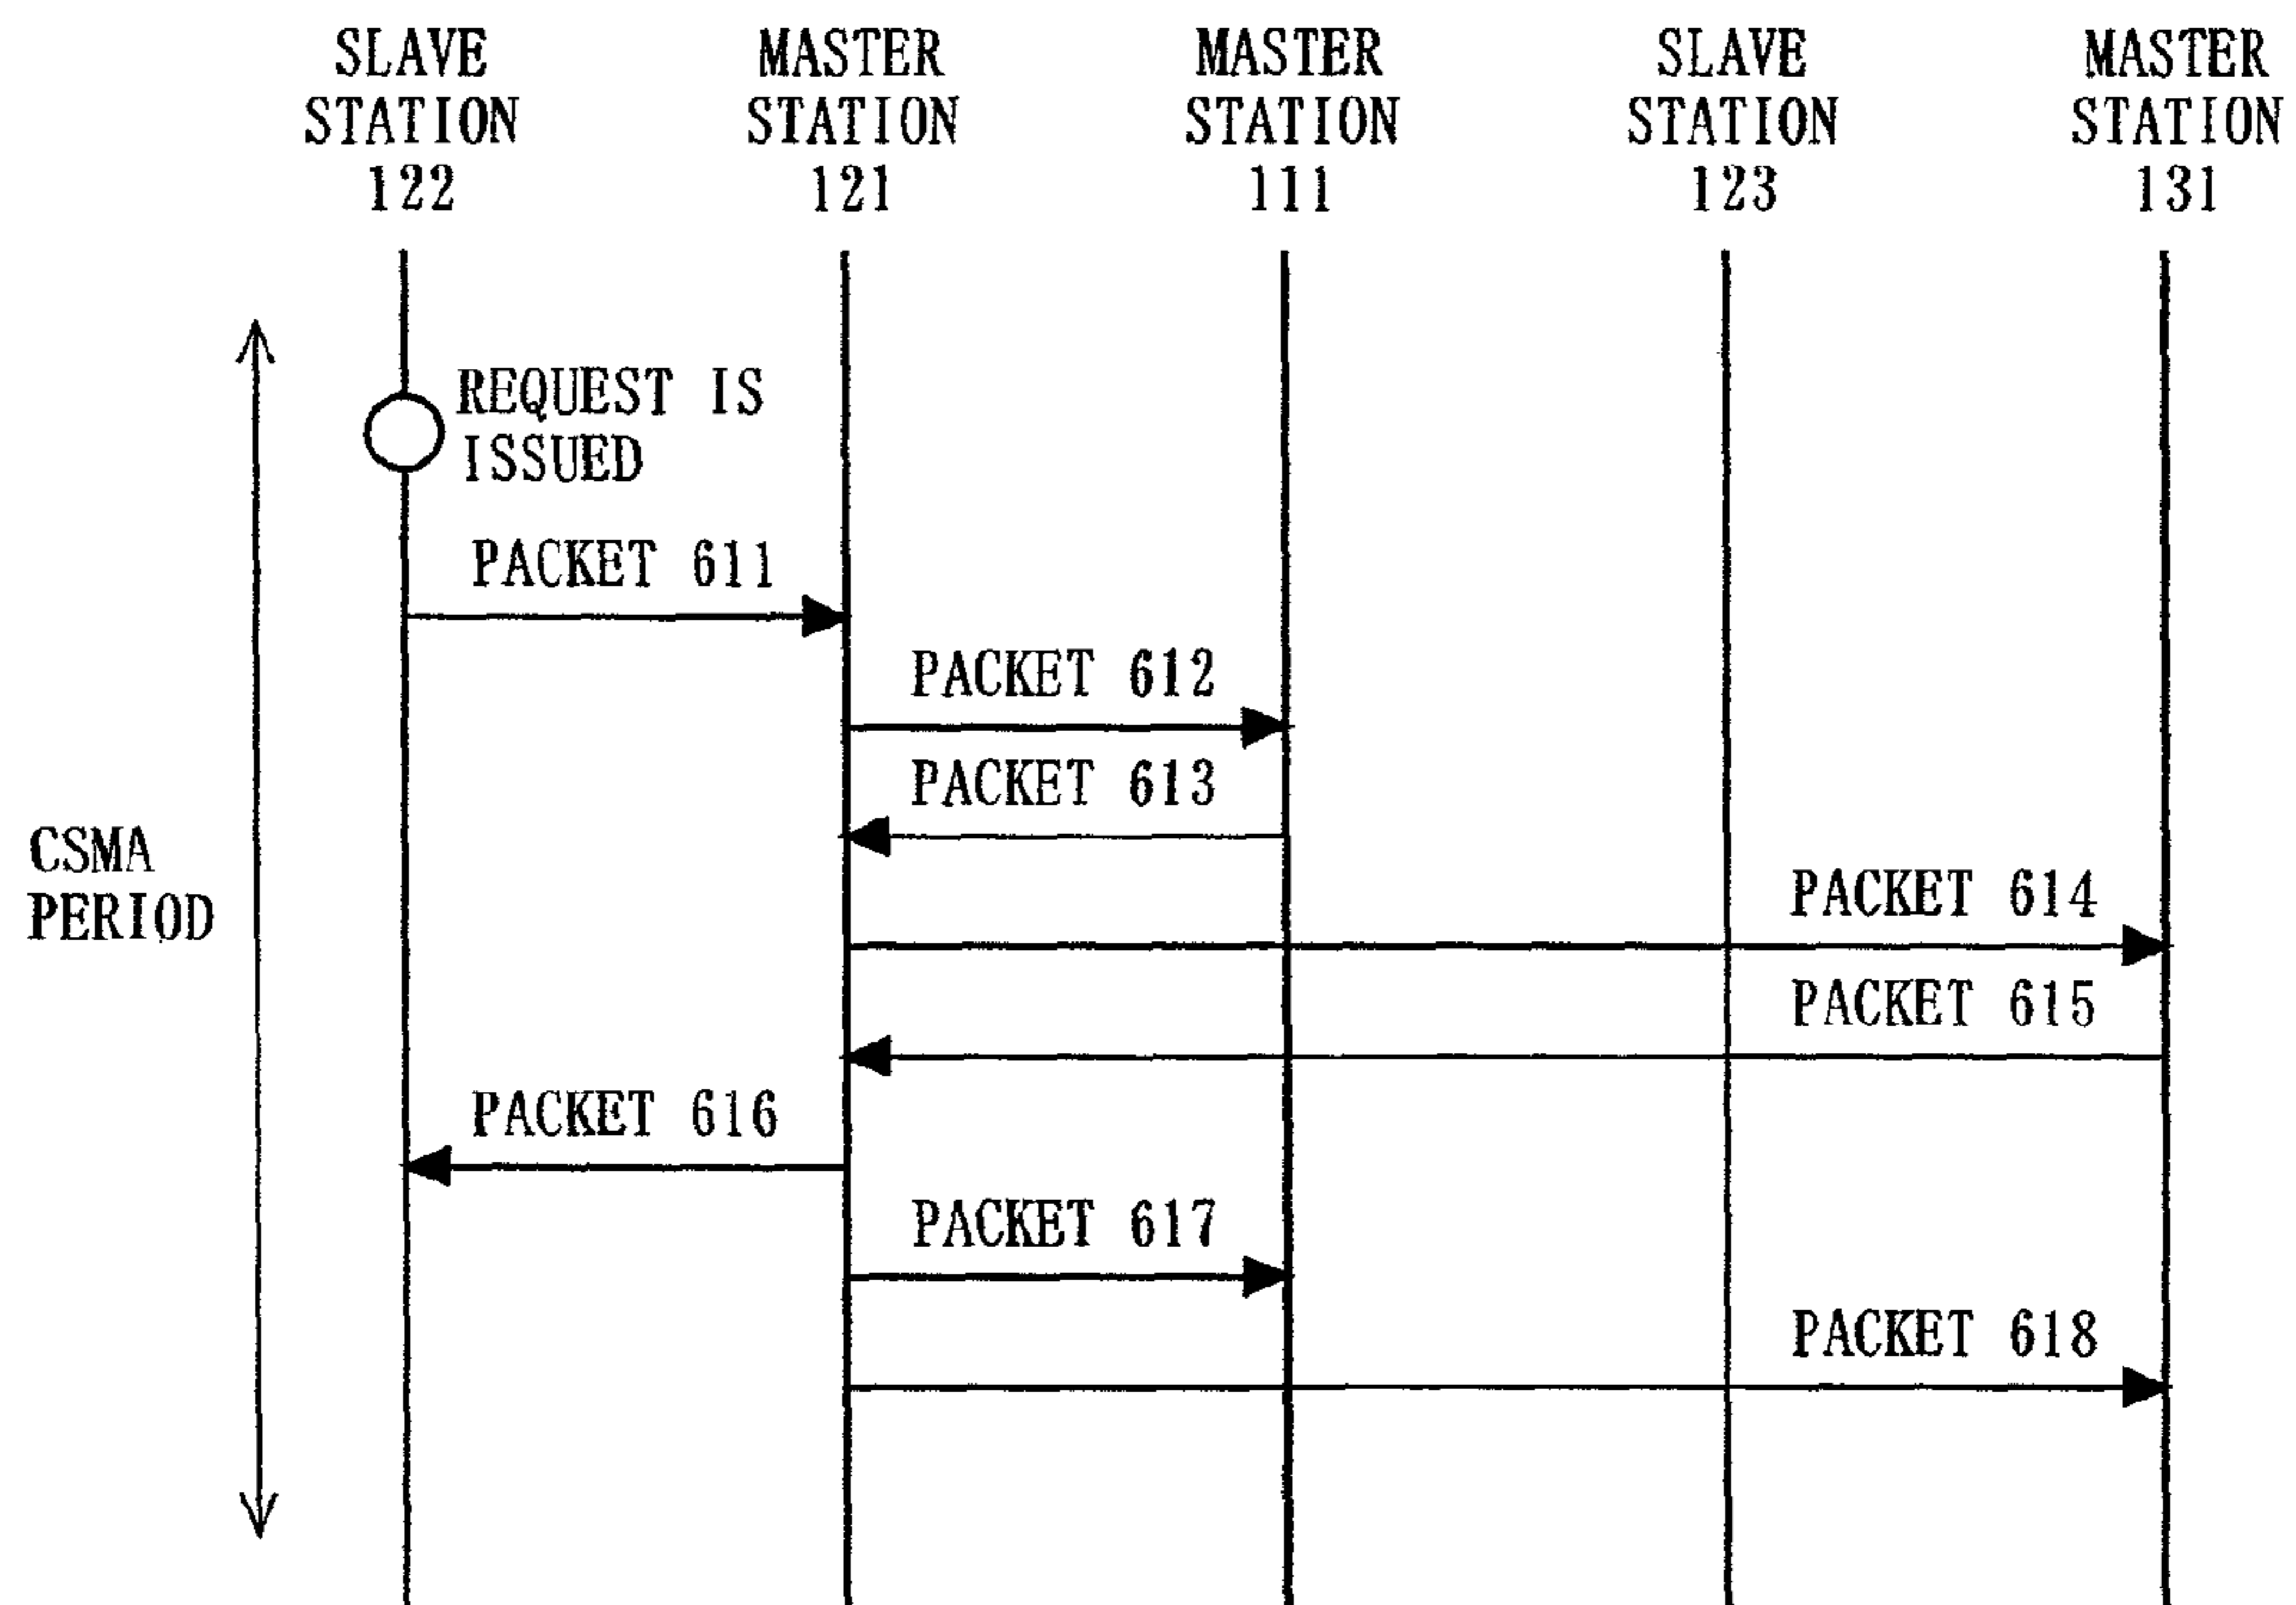 SLAVE
STATION
122
MASTER
STATION
121
MASTER
STATION
111
SLAVE
STATION
123
MASTER
STATION
131
REQUEST IS
ISSUED
PACKET 611
PACKET 612
PACKET 613
CSMA
PERIOD
PACKET 614
PACKET 615
PACKET 616
PACKET 617
PACKET 618